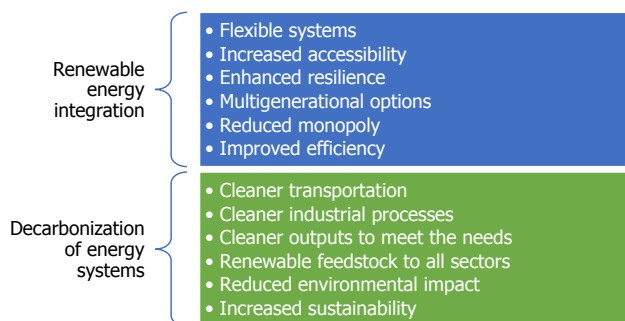 Renewable
energy
integration
• Flexible systems
• Increased accessibility
• Enhanced resilience
• Multigenerational options
• Reduced monopoly
• Improved efficiency
Decarbonization
of energy
systems
• Cleaner transportation
• Cleaner industrial processes
• Cleaner outputs to meet the needs
• Renewable feedstock to all sectors
• Reduced environmental impact
• Increased sustainability